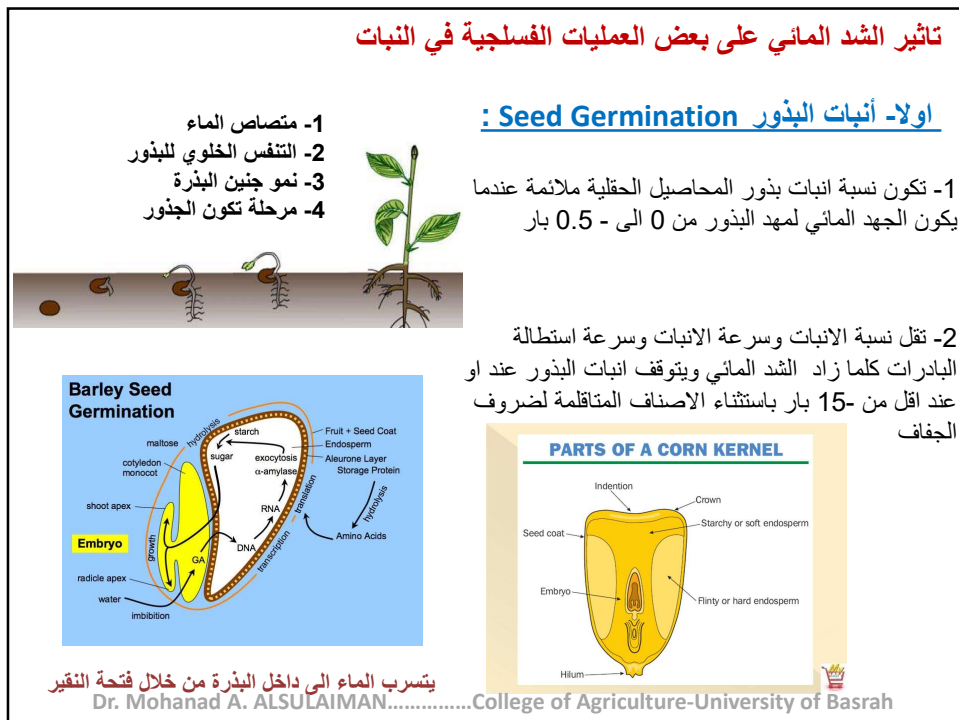 تاثير الشد المائي على بعض العمليات الفسلجية في النبات
اولا- أنبات البذور Seed Germination :
1- متصاص الماء
2- التنفس الخلوي للبذور
3- نمو جنين البذرة
4- مرحلة تكون الجذور
1- تكون نسبة انبات بذور المحاصيل الحقلية ملائمة عندما
يكون الجهد المائي لمهد البذور من 0 الى - 0.5 بار
2- تقل نسبة الانبات وسرعة الانبات وسرعة استطالة
البادرات كلما زاد الشد المائي ويتوقف انبات البذور عند او
عند اقل من -15 بار باستثناء الاصناف المتاقلمة لضروف
الجفاف
Barley Seed
Germination
hydrolysis
starch
maltose
sugar
cotyledon
monocot
exocytosis
α-amylase
Fruit + Seed Coat
Endosperm
Aleurone Layer
Storage Protein
shoot apex
RNA
translation
hydrolysis
Embryo
growth
GA
DNA
transcription
Amino Acids
radicle apex
water
imbibition
PARTS OF A CORN KERNEL
Indention
Crown
Seed coat
Starchy or soft endosperm
Embryo
Flinty or hard endosperm
Hilum
يتسرب الماء الى داخل البذرة من خلال فتحة النقير
Dr. Mohanad A. ALSULAIMAN...............College of Agriculture-University of Basrah